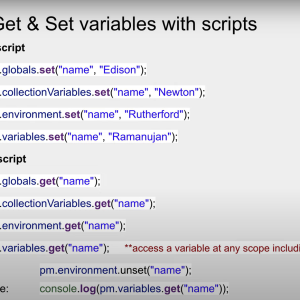 Get & Set variables with scripts
script
.globals.set("name", "Edison");
.collectionVariables.set("name", "Newton");
.environment.set("name", "Rutherford");
.variables.set("name", "Ramanujan");
script
.globals.get("name");
.collectionVariables.get("name");
.environment.get("name");
.variables.get("name"); **access a variable at any scope includi
pm.environment.unset("name");
e: console.log(pm.variables.get("name"));